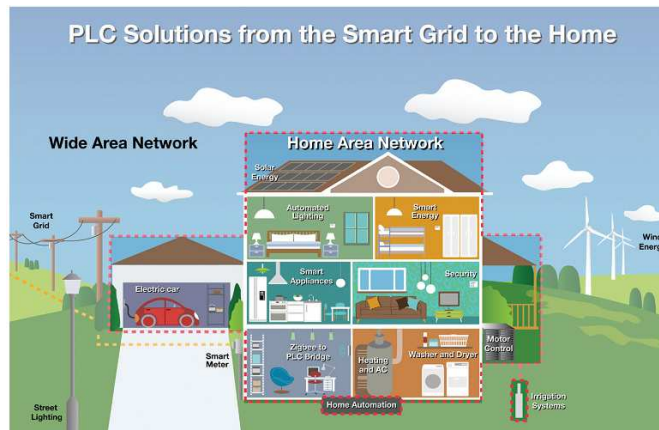 PLC Solutions from the Smart Grid to the Home
Wide Area Network
Home Area Network
Solar
Energy
Automated
Lighting
Smart
Energy
Smart
Grid
Wind
Energy
Electric car
Smart
Appliances
Security
Smart
Meter
Zigbee to
PLC Bridge
Heating
and AC
Washer and Dryer
Motor
Control
Home Automation
Irrigation
Systems
Street
Lighting